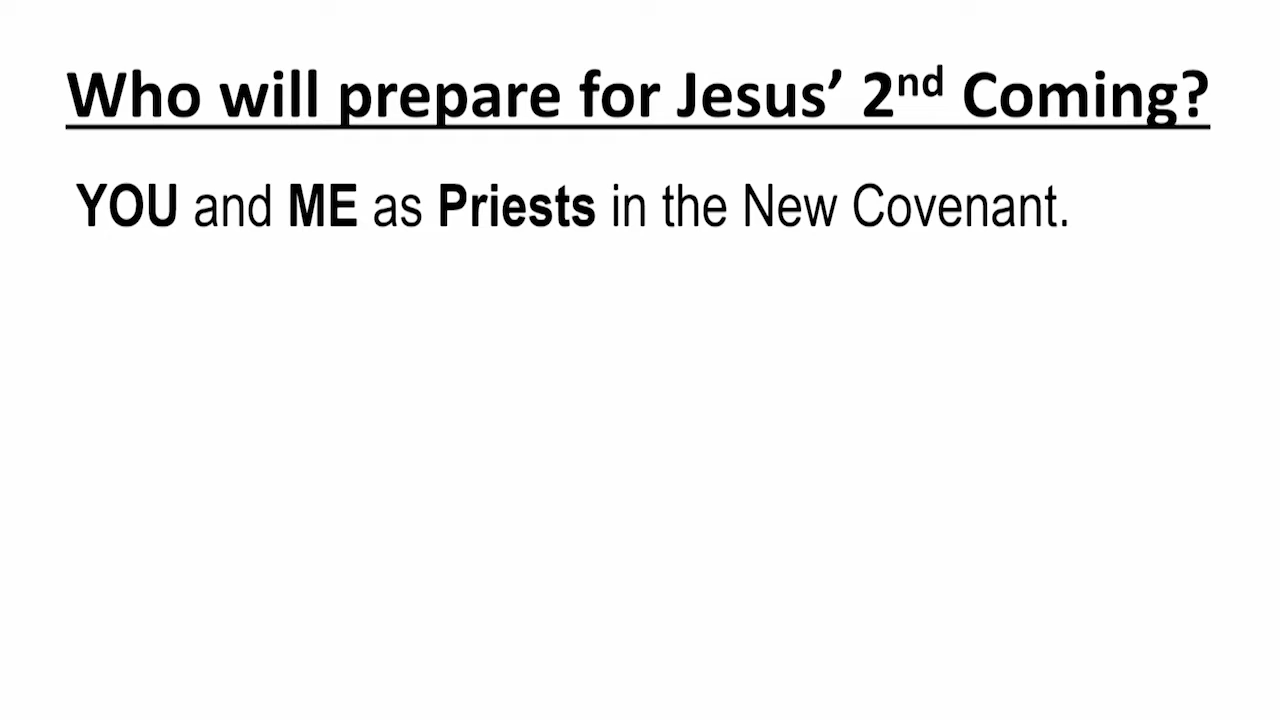 Who will prepare for Jesus’ 2nd Coming?
YOU and ME as Priests in the New Covenant.